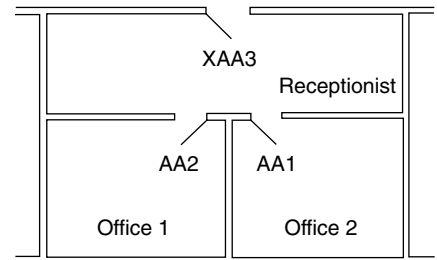 XAA3
Receptionist
AA2
AA1
Office 1
Office 2